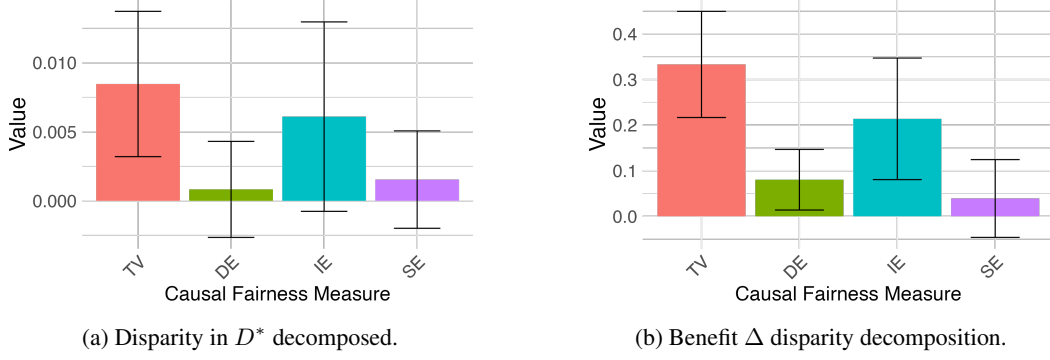 Value
0.010
0.005
0.000
TV
DE
IE
SE
Causal Fairness Measure
(a) Disparity in D* decomposed.
Value
0.4
0.3
0.2
0.1
0.0
TV
DE
IE
SE
Causal Fairness Measure
(b) Benefit Δ disparity decomposition.